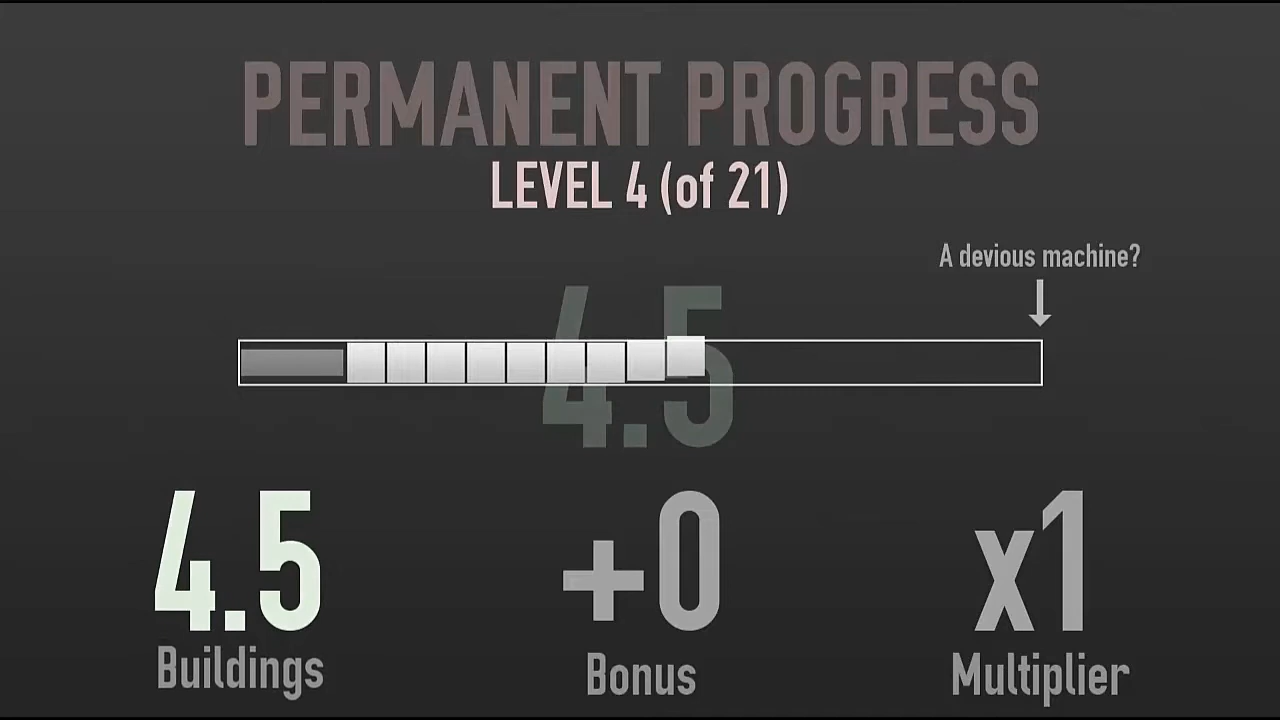 PERMANENT PROGRESS
LEVEL 4 (of 21)
A devious machine?
4.5
4.5 +0 x1
Buildings Bonus Multiplier